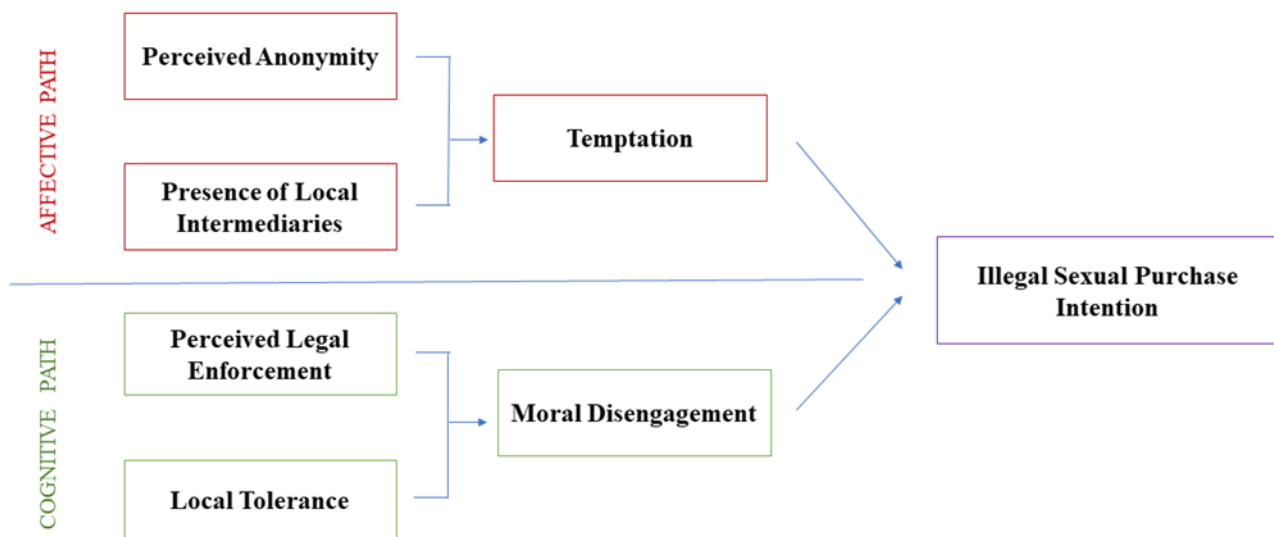 AFFECTIVE PATH
Perceived Anonymity
Presence of Local
Intermediaries
Temptation
Illegal Sexual Purchase
Intention
COGNITIVE PATH
Perceived Legal
Enforcement
Local Tolerance
Moral Disengagement